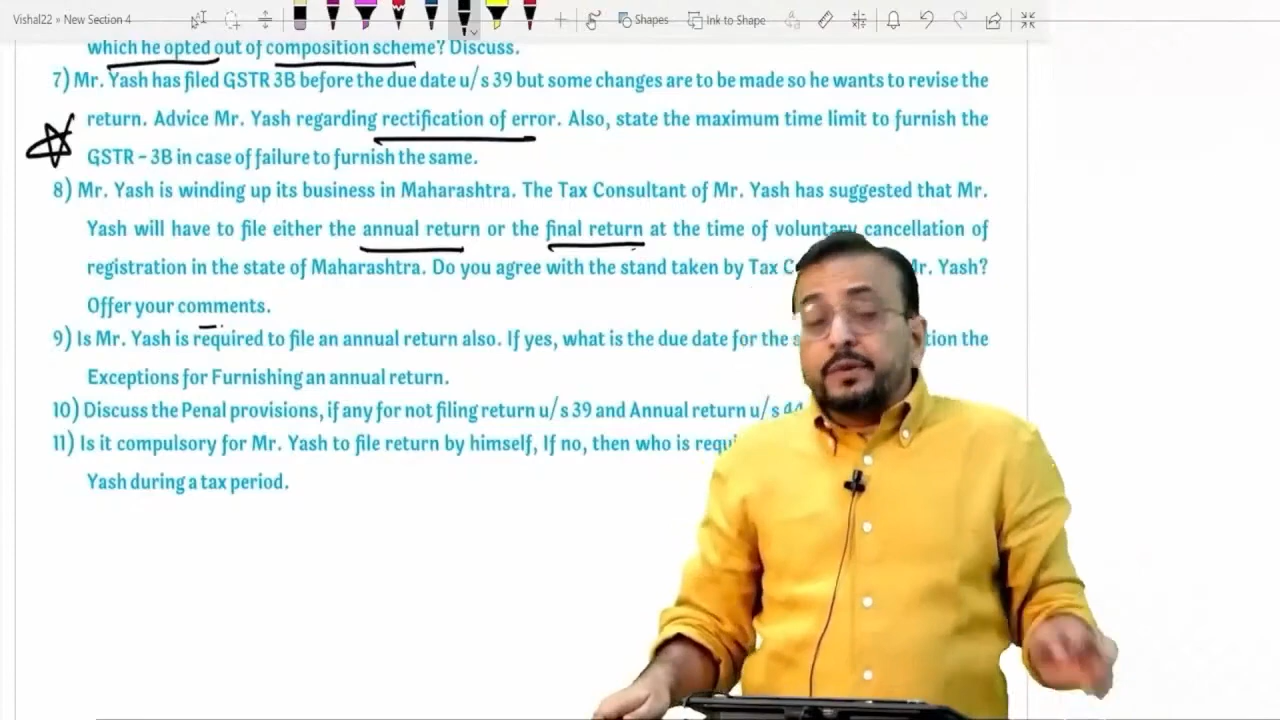 Vishal22 » New Section 4
Shapes
Ink to Shape
which he opted out of composition scheme? Discuss.
7) Mr. Yash has filed GSTR 3B before the due date u/s 39 but some changes are to be made so he wants to revise the
return. Advice Mr. Yash regarding rectification of error. Also, state the maximum time limit to furnish the
GSTR - 3B in case of failure to furnish the same.
8) Mr. Yash is winding up its business in Maharashtra. The Tax Consultant of Mr. Yash has suggested that Mr.
Yash will have to file either the annual return or the final return at the time of voluntary cancellation of
registration in the state of Maharashtra. Do you agree with the stand taken by Tax Mr. Yash?
Offer your comments.
9) Is Mr. Yash is required to file an annual return also. If yes, what is the due date for the the
Exceptions for Furnishing an annual return.
10) Discuss the Penal provisions, if any for not filing return u/s 39 and Annual return u/s 44
11) Is it compulsory for Mr. Yash to file return by himself, If no, then who is
Yash during a tax period.